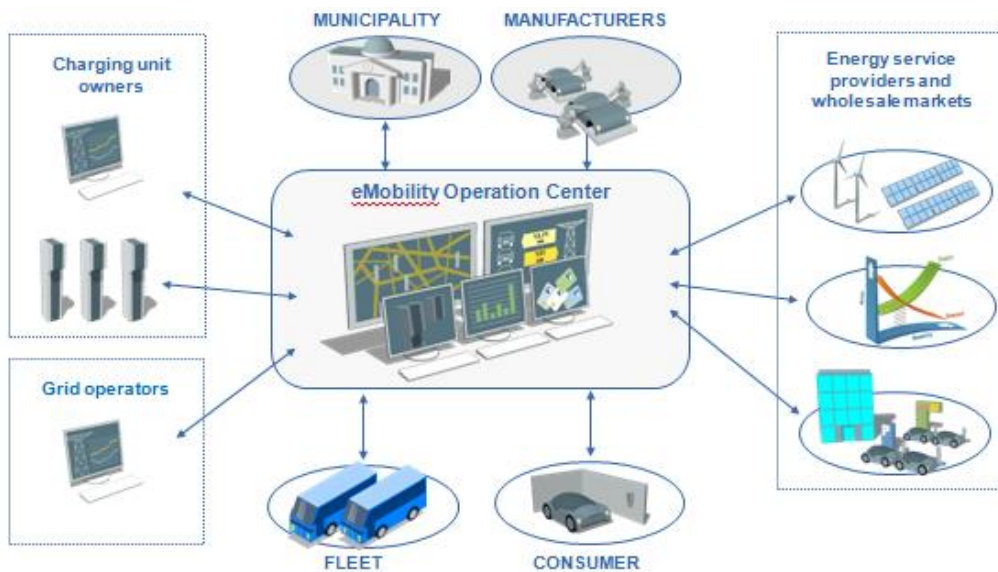 MUNICIPALITY
MANUFACTURERS
Charging unit
owners
Energy service
providers and
wholesale markets
eMobility Operation Center
Grid operators
FLEET
CONSUMER